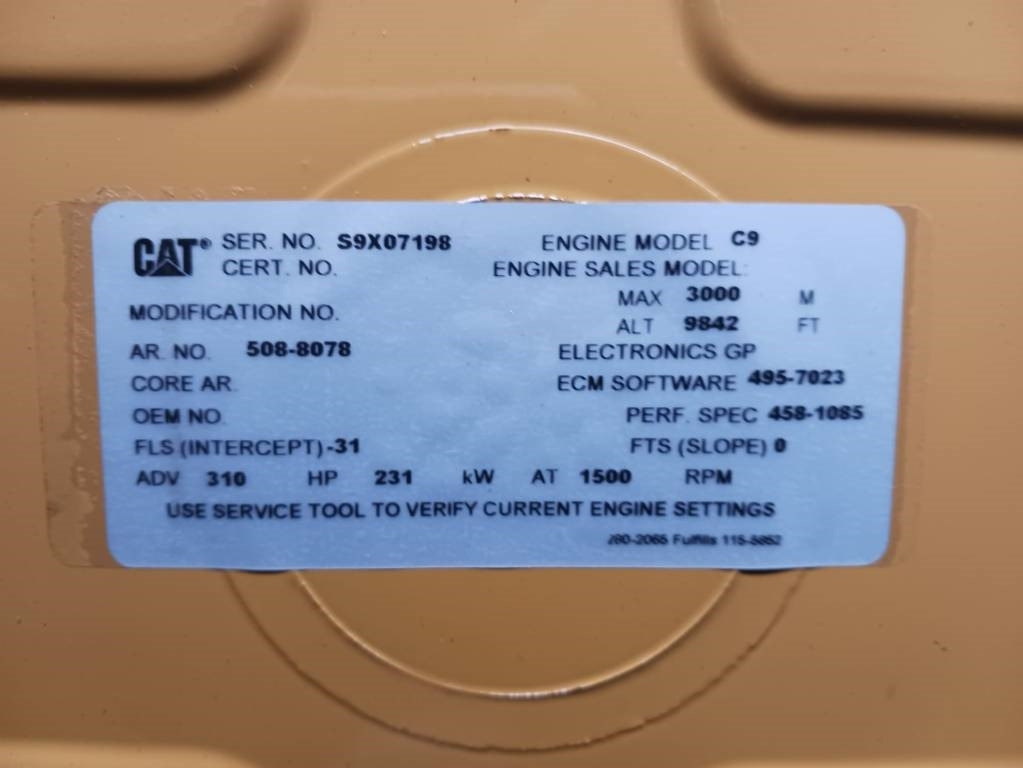 CAT® SER. NO. S9X07198 ENGINE MODEL C9
CERT. NO. ENGINE SALES MODEL:
MAX 3000 M
MODIFICATION NO.
ALT 9842 FT
AR. NO. 508-8078 ELECTRONICS GP
CORE AR. ECM SOFTWARE 495-7023
OEM NO. PERF. SPEC 458-1085
FLS (INTERCEPT) -31 FTS (SLOPE) 0
ADV 310 HP 231 kW AT 1500 RPM
USE SERVICE TOOL TO VERIFY CURRENT ENGINE SETTINGS
Fulfills